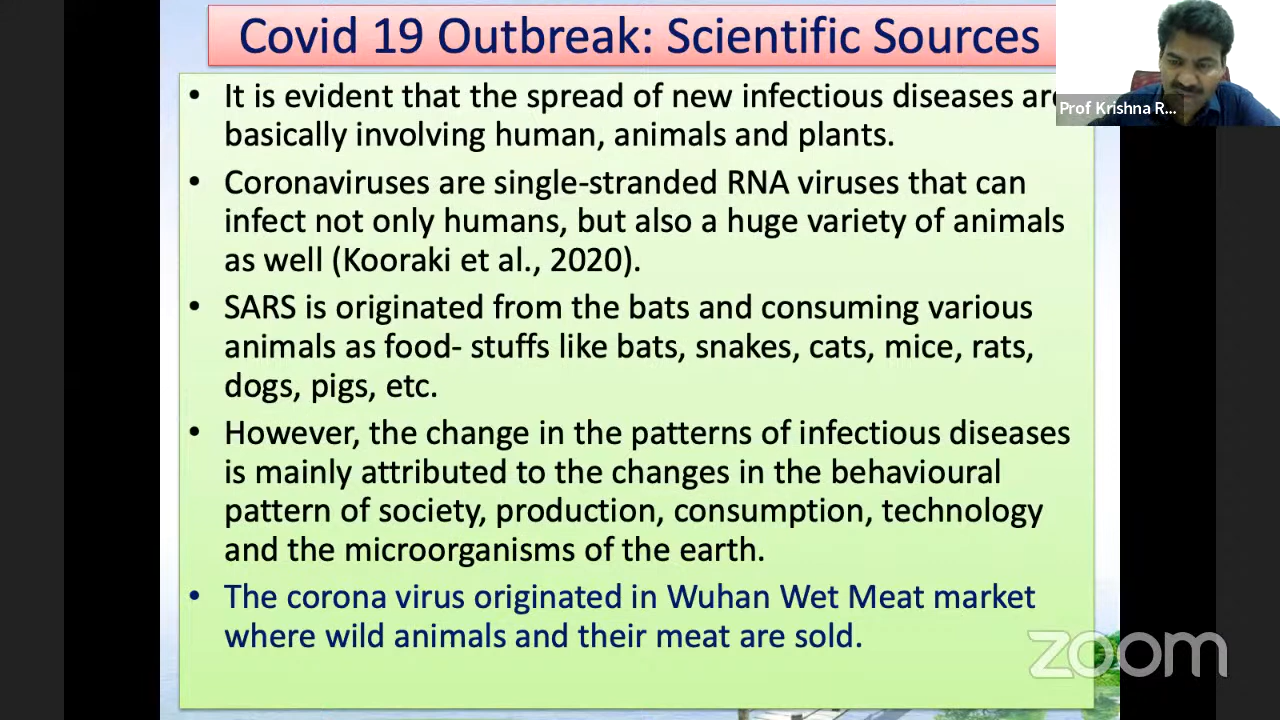 Covid 19 Outbreak: Scientific Sources
Prof Krishna R...
• It is evident that the spread of new infectious diseases are
basically involving human, animals and plants.
• Coronaviruses are single-stranded RNA viruses that can
infect not only humans, but also a huge variety of animals
as well (Kooraki et al., 2020).
• SARS is originated from the bats and consuming various
animals as food- stuffs like bats, snakes, cats, mice, rats,
dogs, pigs, etc.
• However, the change in the patterns of infectious diseases
is mainly attributed to the changes in the behavioural
pattern of society, production, consumption, technology
and the microorganisms of the earth.
• The corona virus originated in Wuhan Wet Meat market
where wild animals and their meat are sold.
zoom